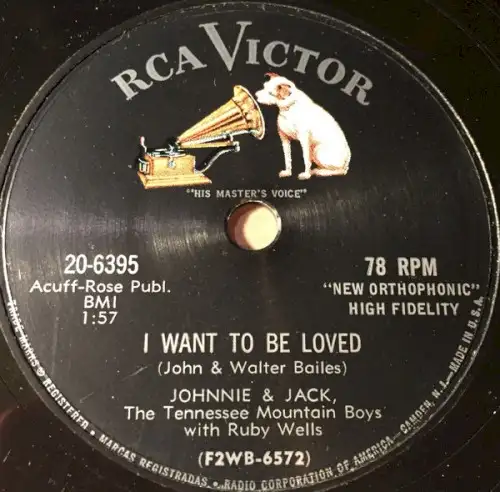 RCA VICTOR
"HIS MASTER'S VOICE"
20-6395
Acuff-Rose Publ.
BMI
1:57
78 RPM
"NEW ORTHOPHONIC"
HIGH FIDELITY
I WANT TO BE LOVED
(John & Walter Bailes)
JOHNNIE & JACK,
The Tennessee Mountain Boys
with Ruby Wells
(F2WB-6572)
TRADE MARKS ® REGISTERED • MARCAS REGISTRADAS • RADIO CORPORATION OF AMERICA—CAMDEN, N.J.—MADE IN U.S.A.